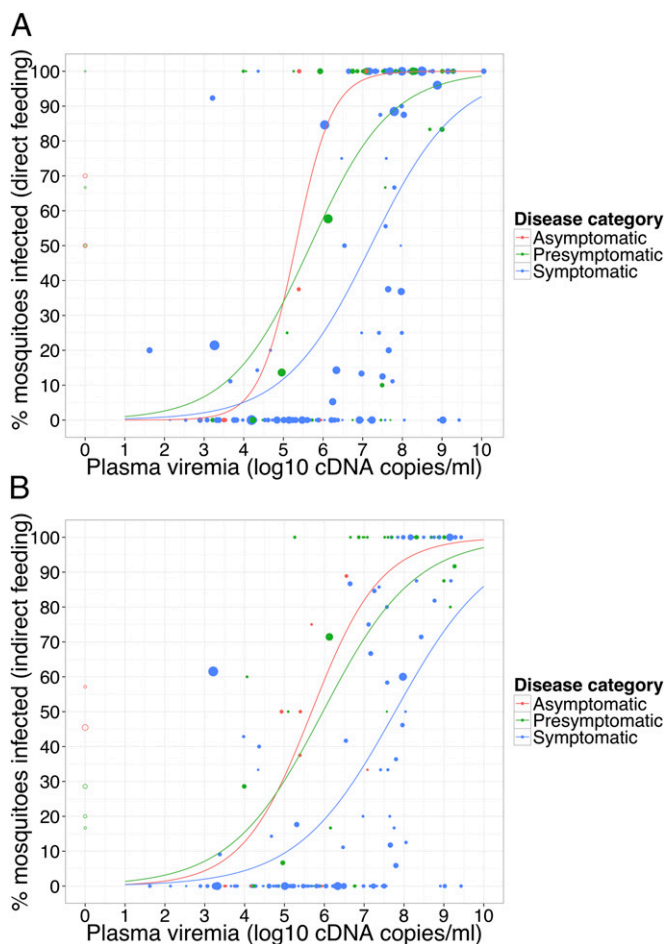 A
% mosquitoes infected (direct feeding)
100
90
80
70
60
50
40
30
20
10
0
0 1 2 3 4 5 6 7 8 9 10
Plasma viremia (log10 cDNA copies/ml)
Disease category
Asymptomatic
Presymptomatic
Symptomatic
B
% mosquitoes infected (indirect feeding)
100
90
80
70
60
50
40
30
20
10
0
0 1 2 3 4 5 6 7 8 9 10
Plasma viremia (log10 cDNA copies/ml)
Disease category
Asymptomatic
Presymptomatic
Symptomatic